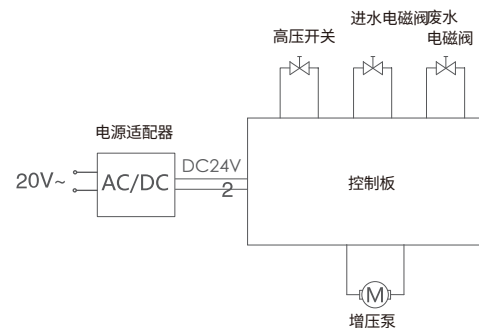 进水电磁阀
废水
电磁阀
高压开关
电源适配器
DC24V
20V~
AC/DC
2
控制板
M
增压泵